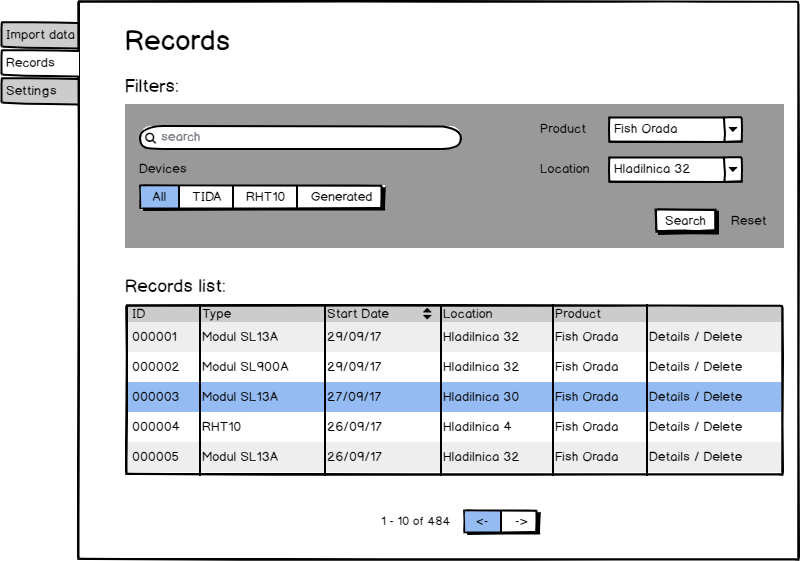 Import data
Records
Settings
Records
Filters:
search
Product
Fish Orada
Devices
Location
Hladilnica 32
All TIDA RHT10 Generated
Search Reset
Records list:
ID Type Start Date Location Product
000001 Modul SL13A 29/09/17 Hladilnica 32 Fish Orada Details / Delete
000002 Modul SL900A 29/09/17 Hladilnica 32 Fish Orada Details / Delete
000003 Modul SL13A 27/09/17 Hladilnica 30 Fish Orada Details / Delete
000004 RHT10 26/09/17 Hladilnica 4 Fish Orada Details / Delete
000005 Modul SL13A 26/09/17 Hladilnica 32 Fish Orada Details / Delete
1 - 10 of 484 <- ->